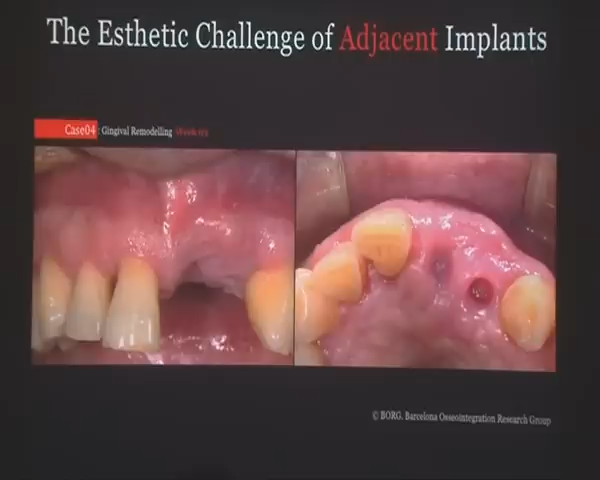 The Esthetic Challenge of Adjacent Implants
Case04: Gingival Remodelling
© BORG. Barcelona Osseointegration Research Group